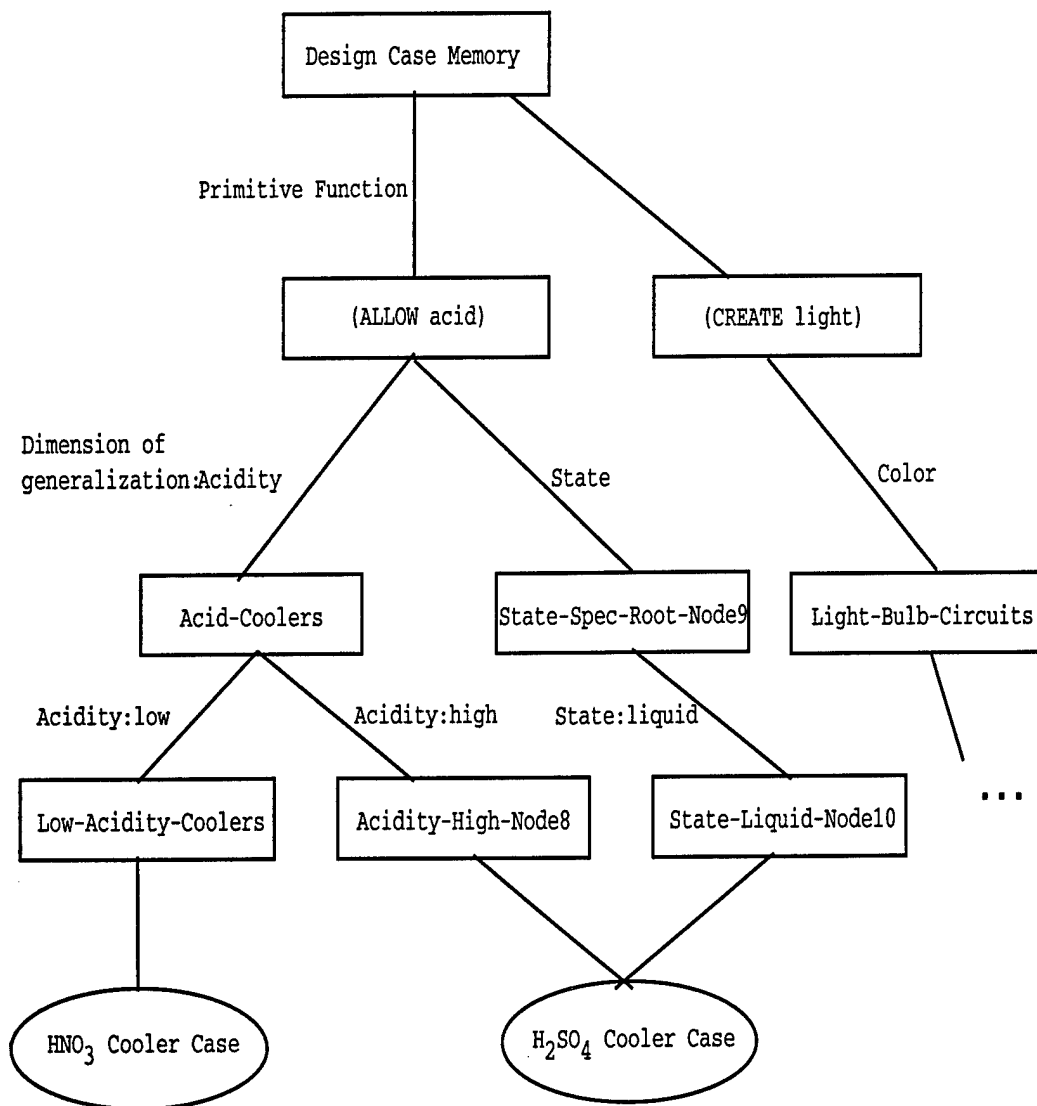 Design Case Memory
Primitive Function
(ALLOW acid)
(CREATE light)
Dimension of
generalization:Acidity
State
Color
Acid-Coolers
State-Spec-Root-Node9
Light-Bulb-Circuits
Acidity:low
Acidity:high
State:liquid
Low-Acidity-Coolers
Acidity-High-Node8
State-Liquid-Node10
...
HNO3 Cooler Case
H2SO4 Cooler Case